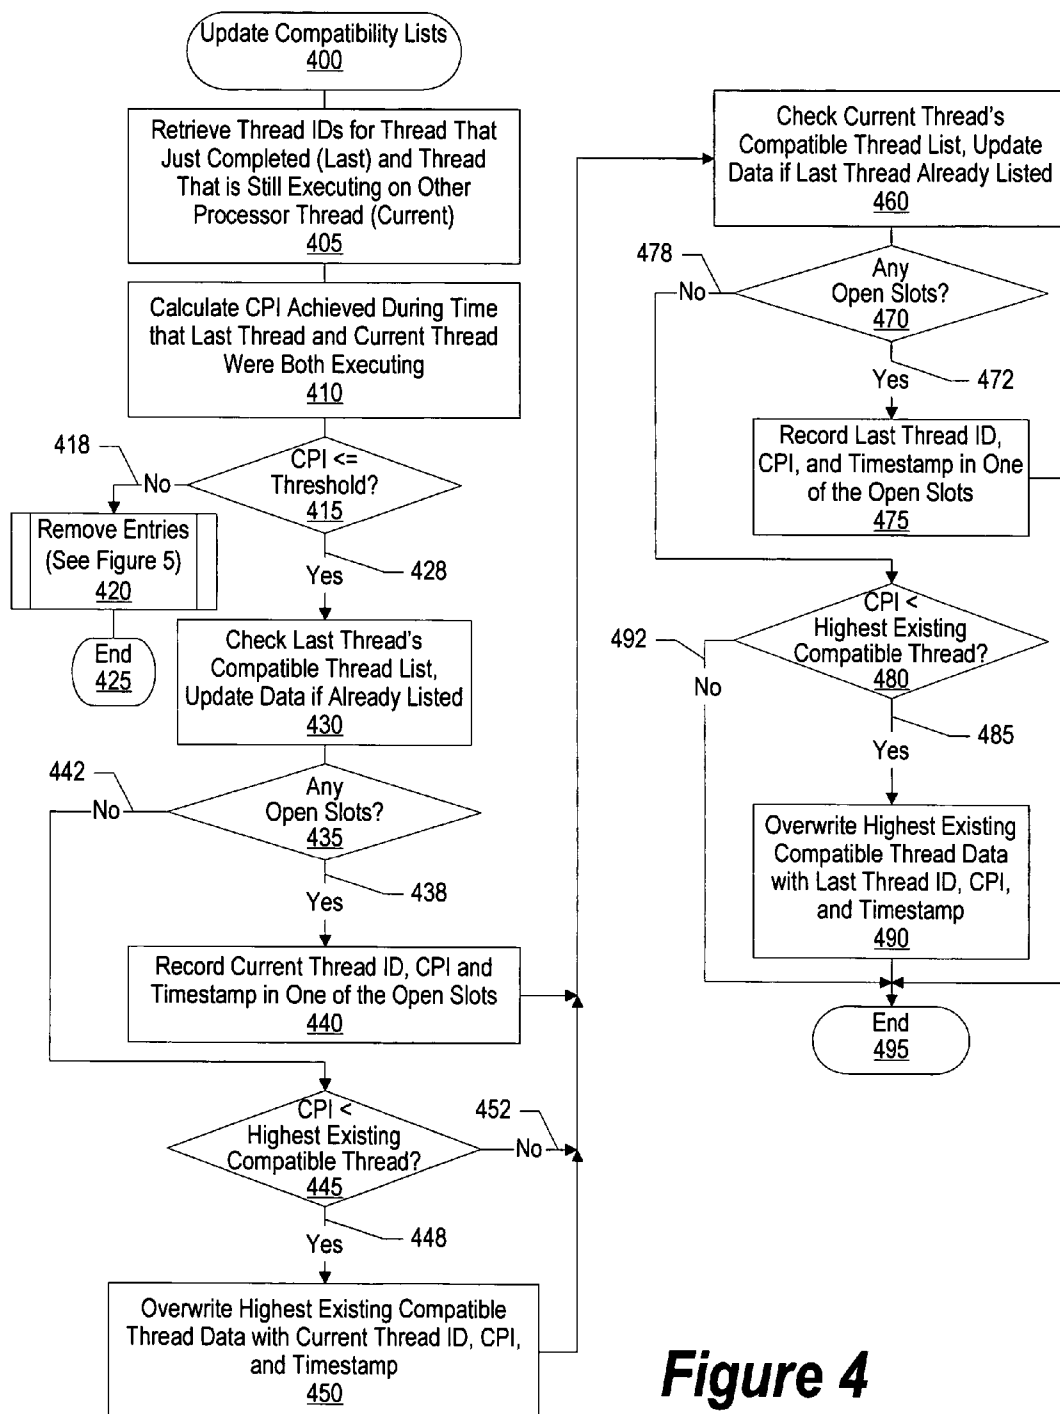 Update Compatibility Lists
400
Retrieve Thread IDs for Thread That
Just Completed (Last) and Thread
That is Still Executing on Other
Processor Thread (Current)
405
Calculate CPI Achieved During Time
that Last Thread and Current Thread
Were Both Executing
410
418
No
CPI <=
Threshold?
415
Remove Entries
(See Figure 5)
420
Yes
428
End
425
Check Last Thread's
Compatible Thread List,
Update Data if Already Listed
430
442
No
Any
Open Slots?
435
Yes
438
Record Current Thread ID, CPI and
Timestamp in One of the Open Slots
440
CPI <
Highest Existing
Compatible Thread?
445
452
No
Yes
448
Overwrite Highest Existing Compatible
Thread Data with Current Thread ID, CPI,
and Timestamp
450
Check Current Thread's
Compatible Thread List, Update
Data if Last Thread Already Listed
460
478
No
Any
Open Slots?
470
Yes
472
Record Last Thread ID,
CPI, and Timestamp in One
of the Open Slots
475
CPI <
Highest Existing
Compatible Thread?
480
492
No
485
Yes
Overwrite Highest Existing
Compatible Thread Data
with Last Thread ID, CPI,
and Timestamp
490
End
495
Figure 4